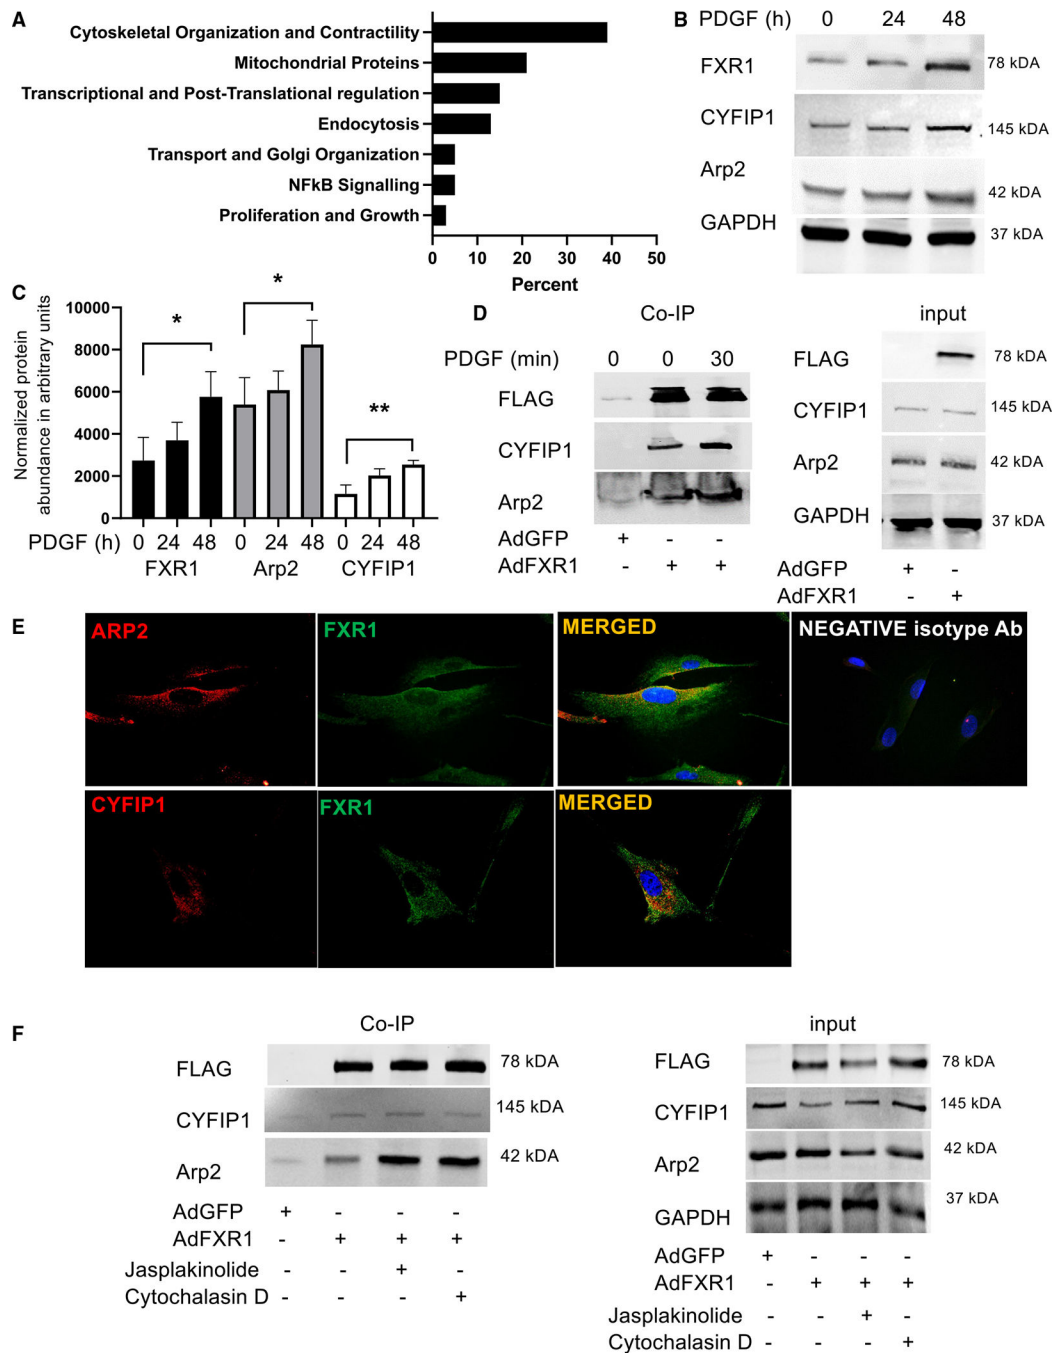 A
Cytoskeletal Organization and Contractility
Mitochondrial Proteins
Transcriptional and Post-Translational regulation
Endocytosis
Transport and Golgi Organization
NFkB Signalling
Proliferation and Growth
0 10 20 30 40 50
Percent
B
PDGF (h) 0 24 48
FXR1 78 kDA
CYFIP1 145 kDA
Arp2 42 kDA
GAPDH 37 kDA
C
Normalized protein
abundance in arbitrary units
10000
8000
6000
4000
2000
0
* * **
PDGF (h) 0 24 48 0 24 48 0 24 48
FXR1 Arp2 CYFIP1
D
Co-IP
PDGF (min) 0 0 30
FLAG
CYFIP1
Arp2
AdGFP + - -
AdFXR1 - + +
input
FLAG 78 kDA
CYFIP1 145 kDA
Arp2 42 kDA
GAPDH 37 kDA
AdGFP + -
AdFXR1 - +
E
ARP2 FXR1 MERGED NEGATIVE isotype Ab
CYFIP1 FXR1 MERGED
F
Co-IP
FLAG 78 kDA
CYFIP1 145 kDA
Arp2 42 kDA
AdGFP + - - -
AdFXR1 - + + +
Jasplakinolide - - + -
Cytochalasin D - - - +
input
FLAG 78 kDA
CYFIP1 145 kDA
Arp2 42 kDA
GAPDH 37 kDA
AdGFP + - - -
AdFXR1 - + + +
Jasplakinolide - - + -
Cytochalasin D - - - +